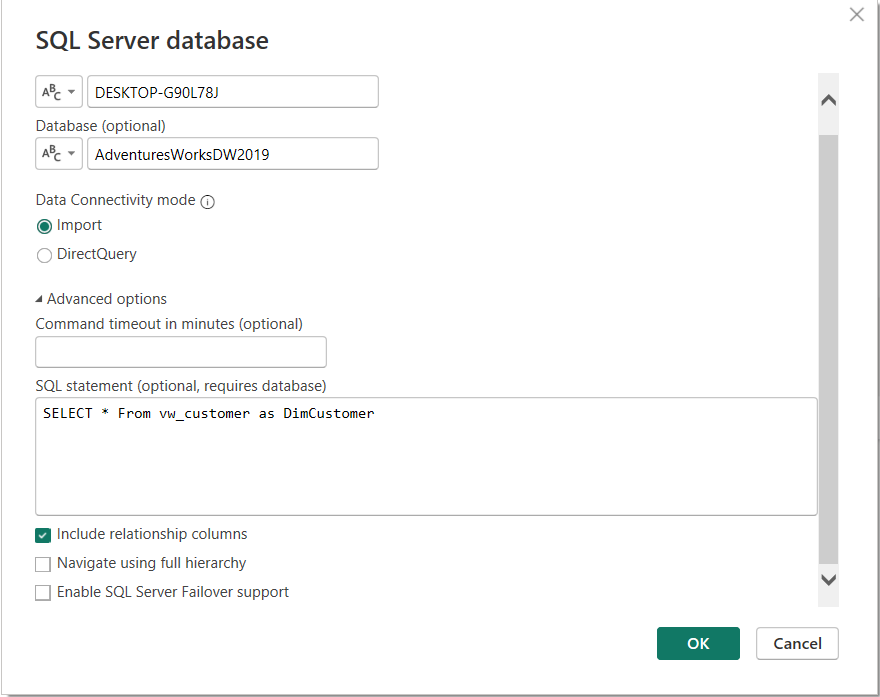 SQL Server database
ABC DESKTOP-G90L78J
Database (optional)
ABC AdventuresWorksDW2019
Data Connectivity mode
Import
DirectQuery
Advanced options
Command timeout in minutes (optional)
SQL statement (optional, requires database)
SELECT * From vw_customer as DimCustomer
Include relationship columns
Navigate using full hierarchy
Enable SQL Server Failover support
OK Cancel